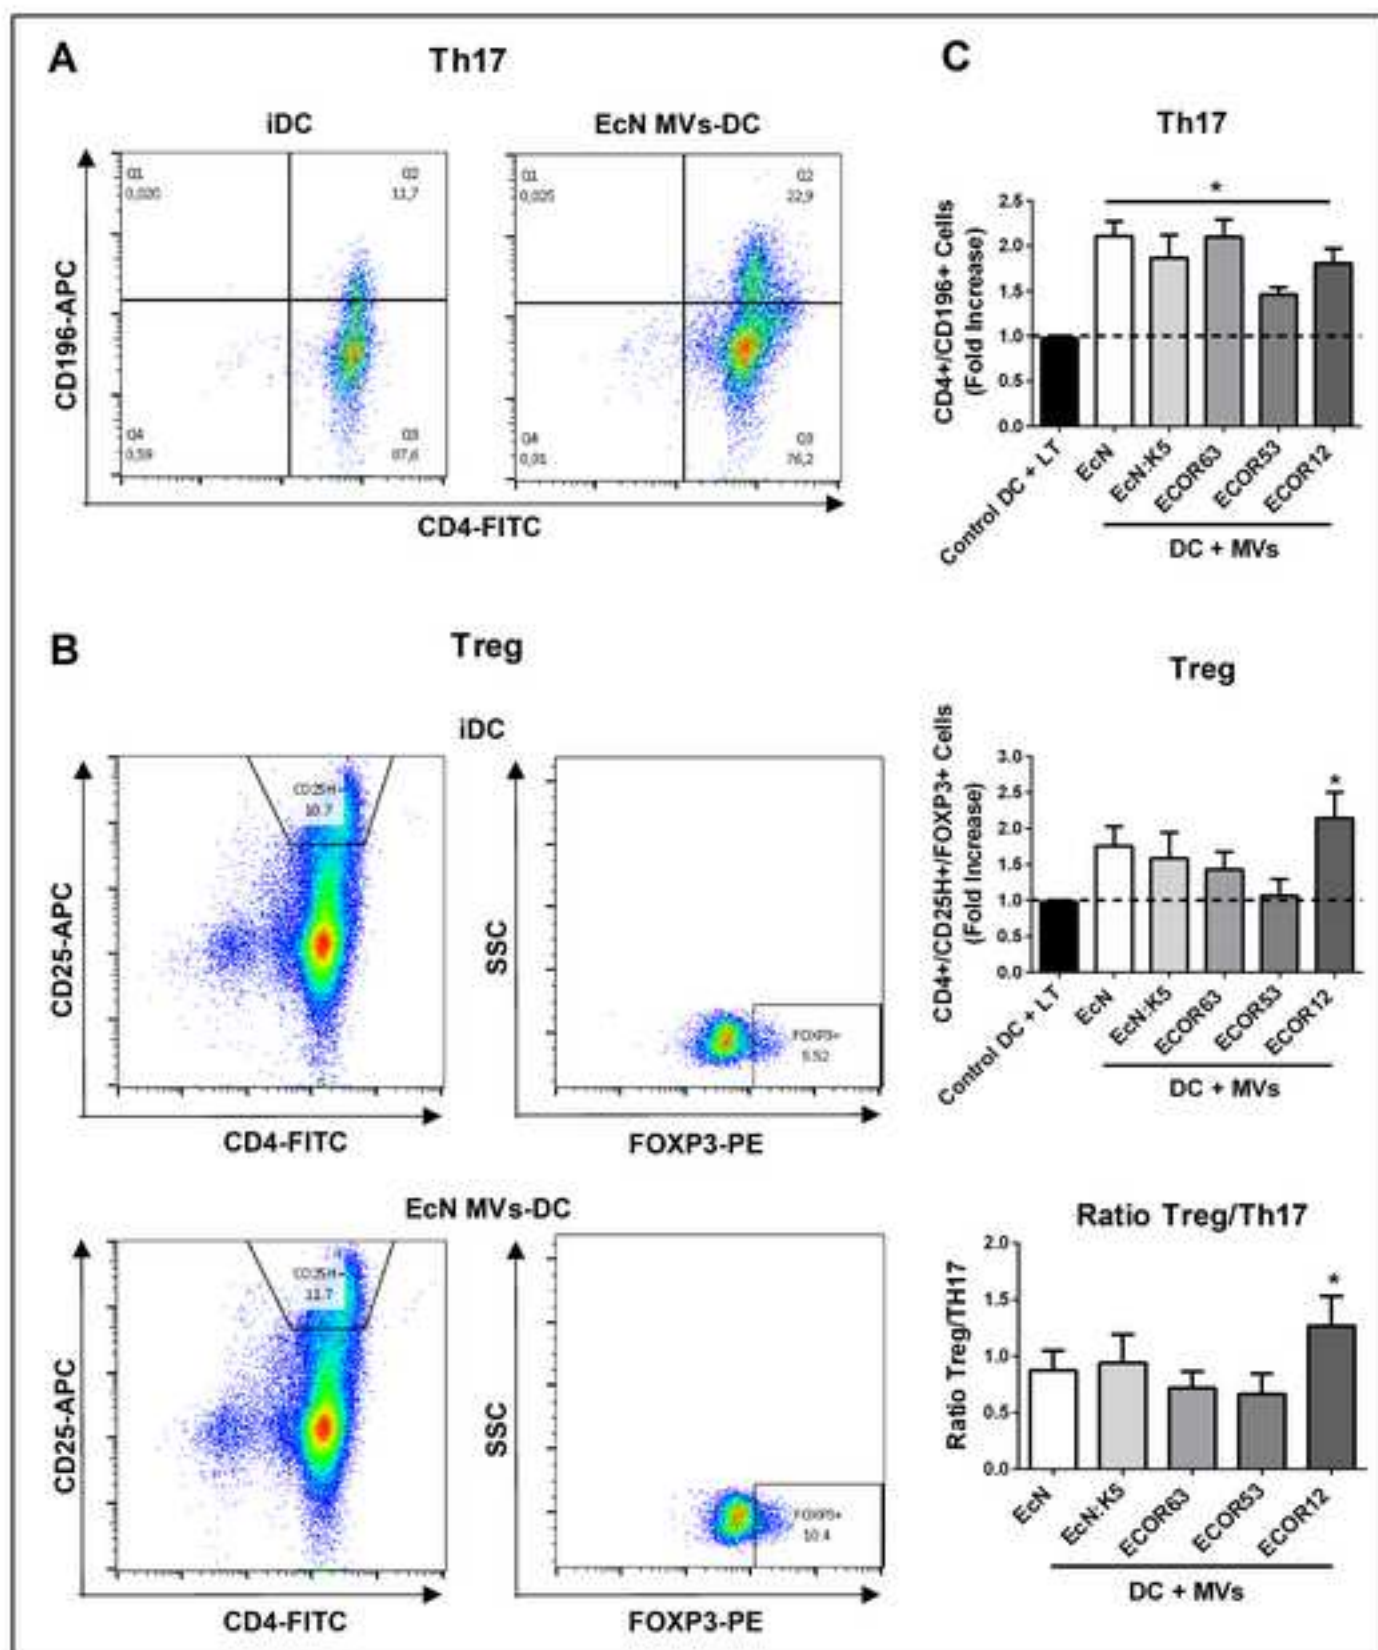 A
Th17
iDC
EcN MVs-DC
Q1
0,020
Q2
11,7
Q4
0,59
Q3
87,6
Q1
0,025
Q2
22,9
Q4
0,91
Q3
76,2
CD196-APC
CD4-FITC
B
Treg
iDC
CD25H+
10.7
CD25-APC
CD4-FITC
SSC
FOXP3+
FOXP3-PE
EcN MVs-DC
CD25H+
11.7
CD25-APC
CD4-FITC
SSC
FOXP3+
10.4
FOXP3-PE
C
Th17
CD4+/CD196+ Cells
(Fold Increase)
2.5
2.0
1.5
1.0
0.5
0.0
*
Control DC + LT
EcN
EcN:K5
ECOR63
ECOR53
ECOR12
DC + MVs
Treg
CD4+/CD25H+/FOXP3+ Cells
(Fold Increase)
3.0
2.5
2.0
1.5
1.0
0.5
0.0
*
Control DC + LT
EcN
EcN:K5
ECOR63
ECOR53
ECOR12
DC + MVs
Ratio Treg/Th17
Ratio Treg/TH17
2.0
1.5
1.0
0.5
0.0
*
EcN
EcN:K5
ECOR63
ECOR53
ECOR12
DC + MVs